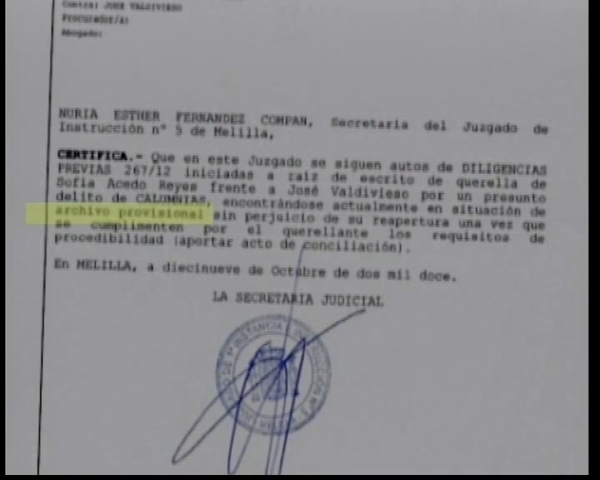 Contra: JOSE VALDIVIESO
Procurador/a:
Abogado:
NURIA ESTHER FERNANDEZ COMPAN, Secretaria del Juzgado de
Instrucción nº 5 de Melilla,
CERTIFICA.- Que en este Juzgado se siguen autos de DILIGENCIAS
PREVIAS 267/12 iniciadas a raiz de escrito de querella de
Sofia Acedo Reyes frente a José Valdivieso por un presunto
delito de CALUMNIAS, encontrándose actualmente en situación de
archivo provisional sin perjuicio de su reapertura una vez que
se cumplimenten por el querellante los requisitos de
procedibilidad (aportar acto de conciliación).
En MELILLA, a diecinueve de Octubre de dos mil doce.
LA SECRETARIA JUDICIAL